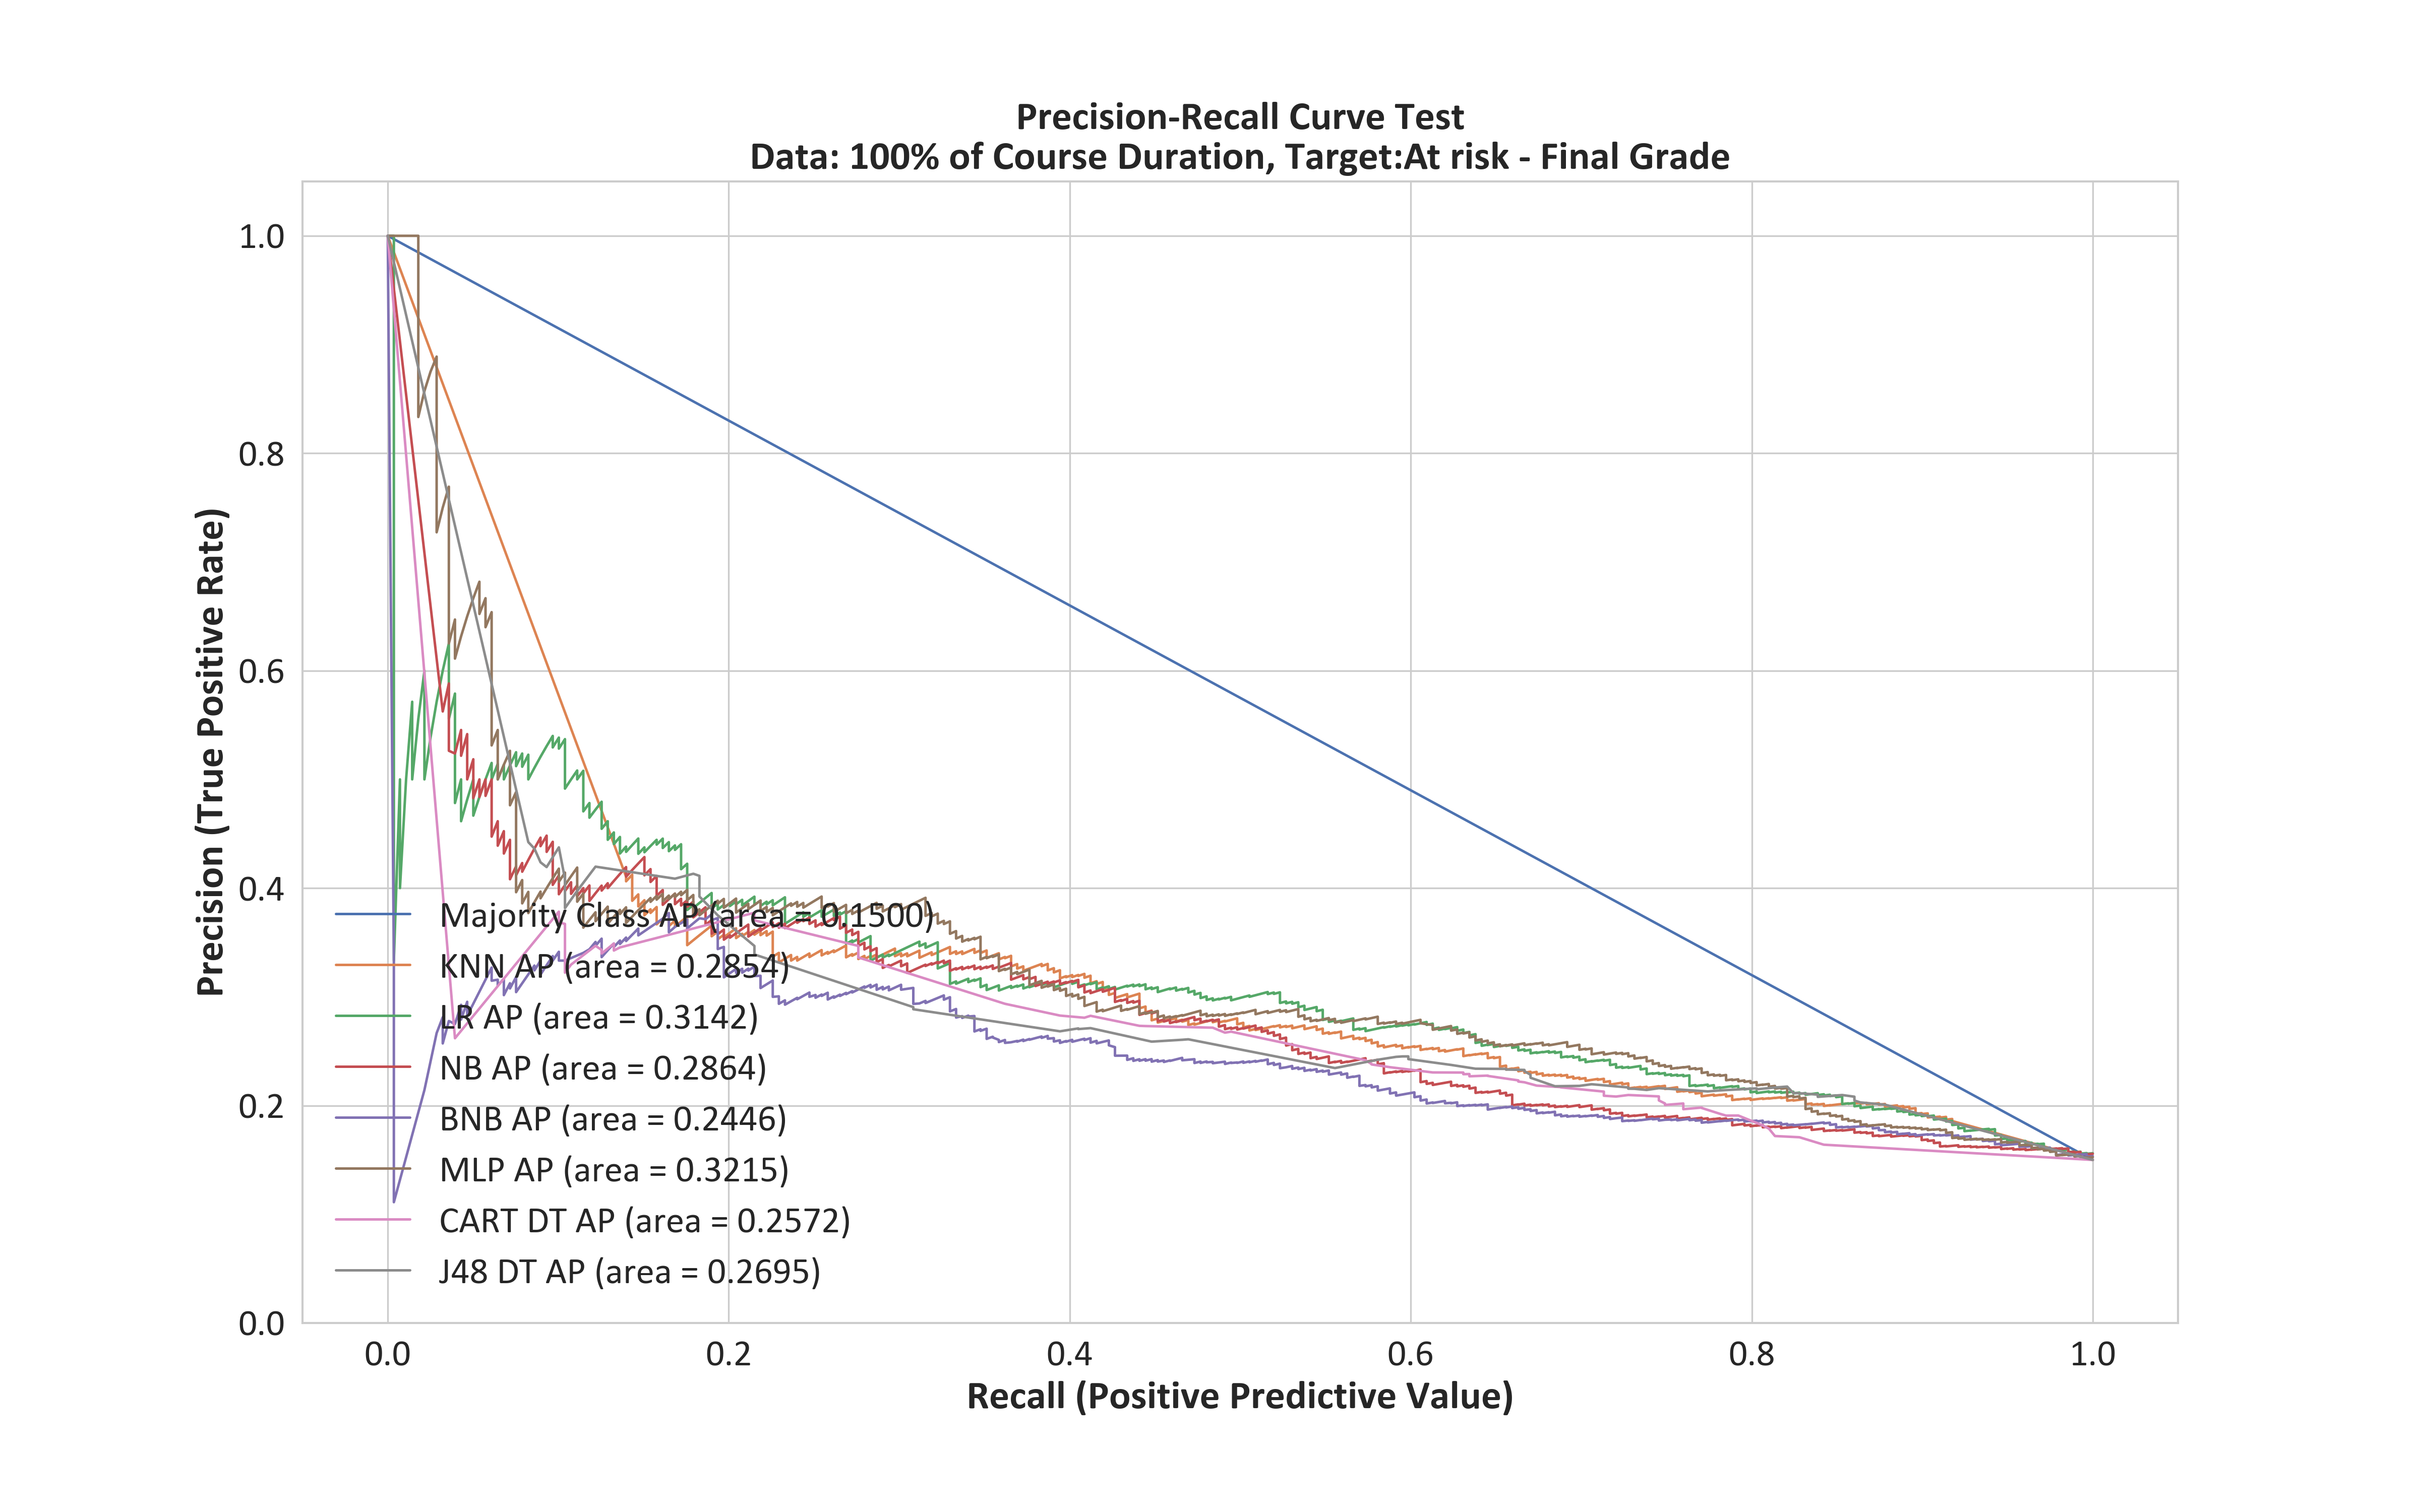 Precision-Recall Curve Test
Data: 100% of Course Duration, Target:At risk - Final Grade
Precision (True Positive Rate)
1.0
0.8
0.6
0.4
0.2
0.0
Majority Class AP (area = 0.1500)
KNN AP (area = 0.2854)
LR AP (area = 0.3142)
NB AP (area = 0.2864)
BNB AP (area = 0.2446)
MLP AP (area = 0.3215)
CART DT AP (area = 0.2572)
J48 DT AP (area = 0.2695)
0.0 0.2 0.4 0.6 0.8 1.0
Recall (Positive Predictive Value)